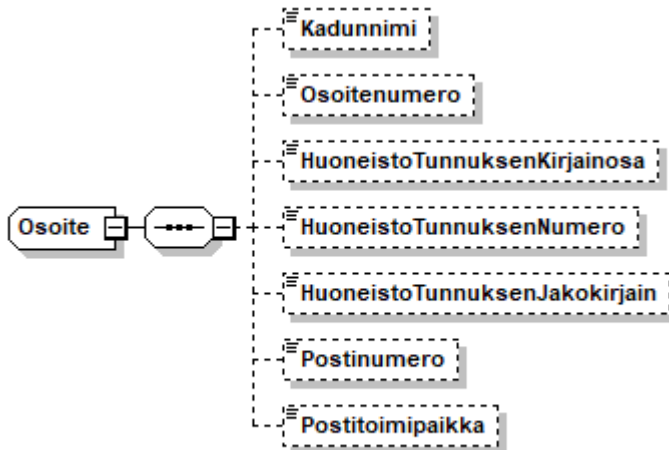 Kadunnimi
Osoitenumero
HuoneistoTunnuksenKirjainosa
Osoite
HuoneistoTunnuksenNumero
HuoneistoTunnuksenJakokirjain
Postinumero
Postitoimipaikka